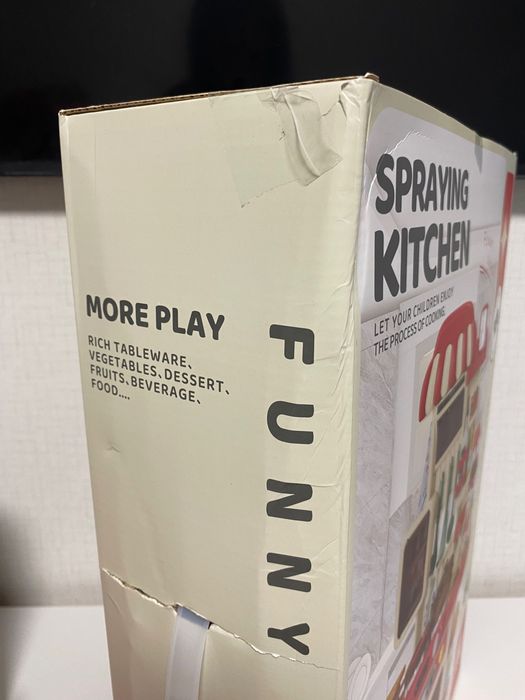 MORE PLAY
RICH TABLEWARE、
VEGETABLES、DESSERT、
FRUITS、BEVERAGE、
FOOD....
FUNNY
SPRAYING
KITCHEN
LET YOUR CHILDREN ENJOY
THE PROCESS OF COOKING.